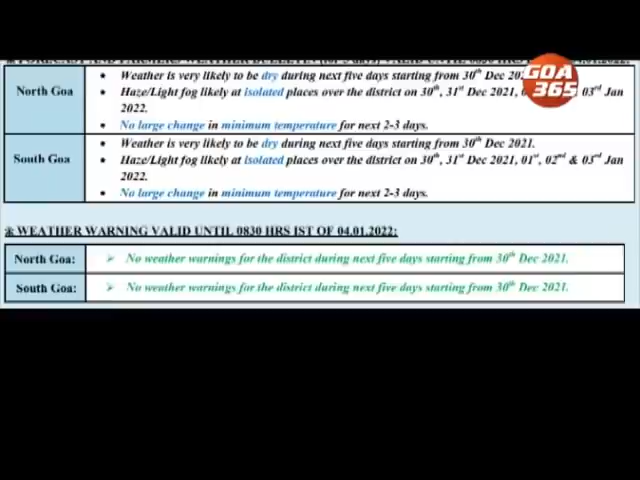 GOA
365
North Goa
• Weather is very likely to be dry during next five days starting from 30th Dec
• Haze/Light fog likely at isolated places over the district on 30th, 31st Dec 2021, 03rd Jan
2022.
• No large change in minimum temperature for next 2-3 days.
South Goa
• Weather is very likely to be dry during next five days starting from 30th Dec 2021.
• Haze/Light fog likely at isolated places over the district on 30th, 31st Dec 2021, 01st, 02nd & 03rd Jan
2022.
• No large change in minimum temperature for next 2-3 days.
WEATHER WARNING VALID UNTIL 0830 HRS IST OF 04.01.2022:
North Goa: ➢ No weather warnings for the district during next five days starting from 30th Dec 2021.
South Goa: ➢ No weather warnings for the district during next five days starting from 30th Dec 2021.